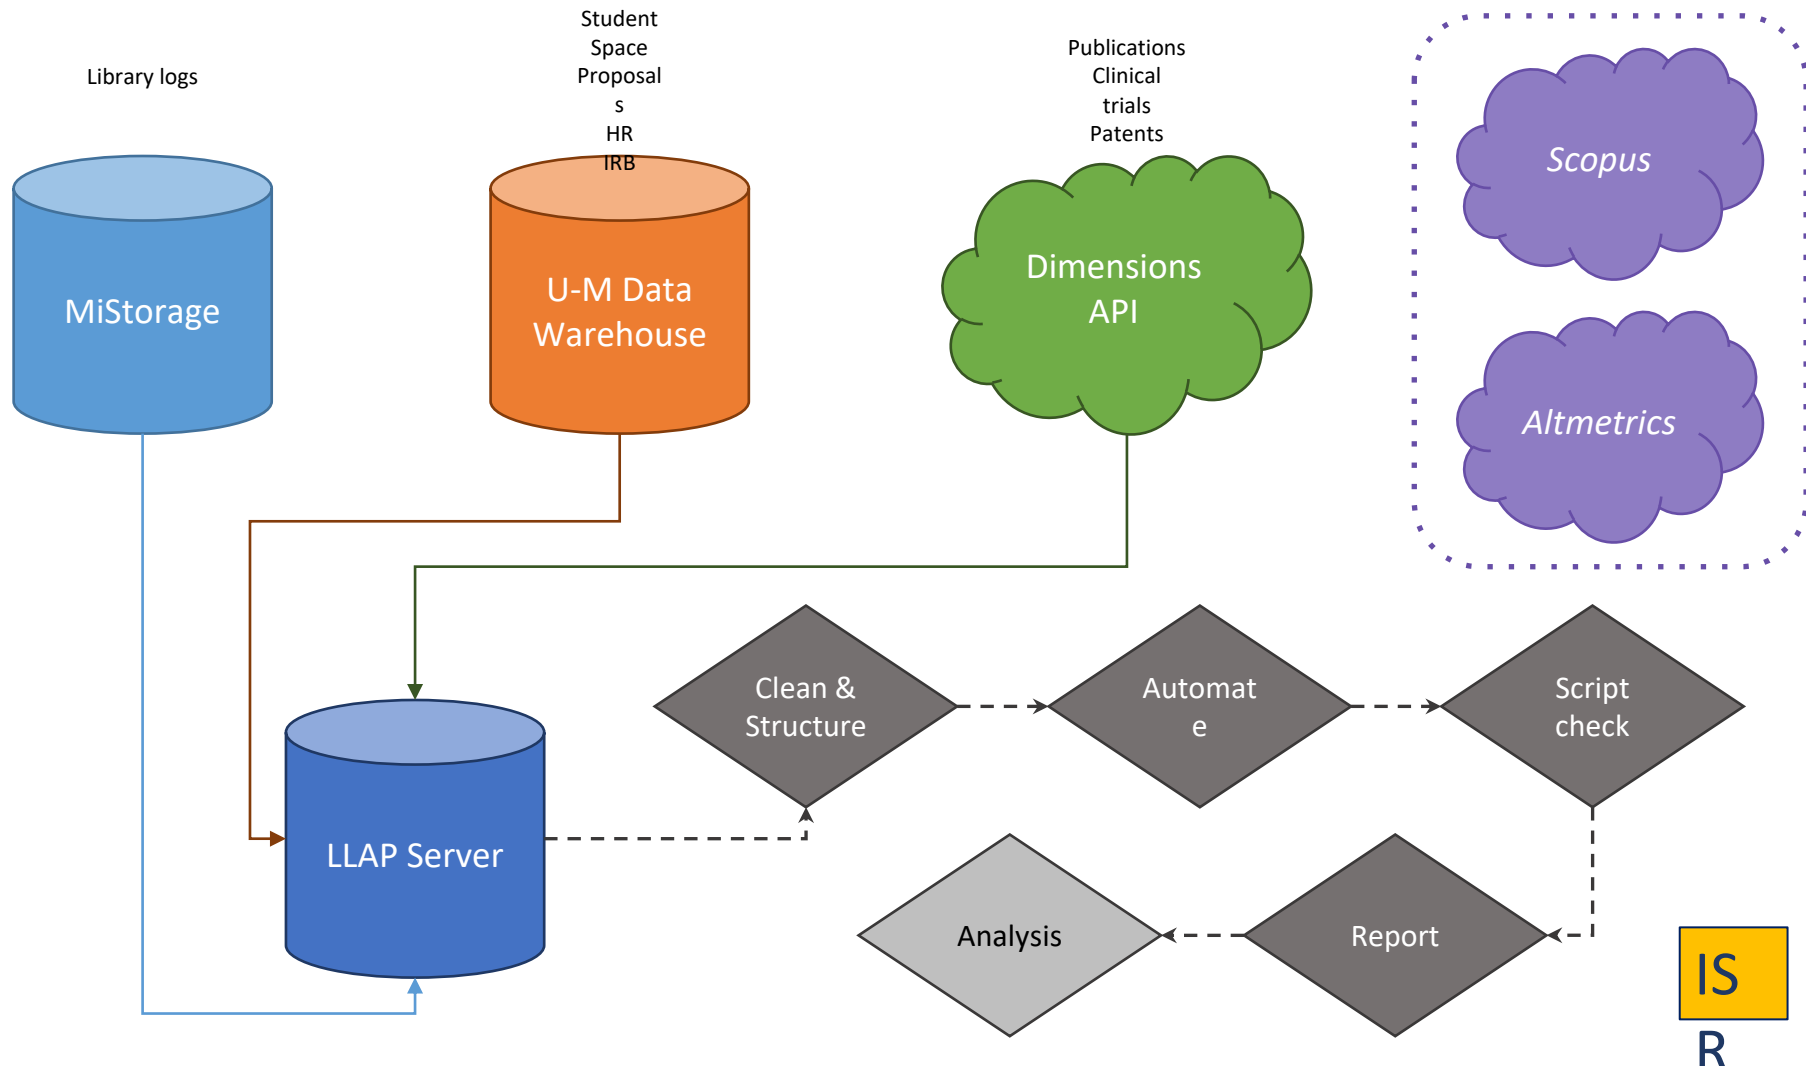 Library logs
Student
Space
Proposal
s
HR
IRB
Publications
Clinical
trials
Patents
Scopus
Altmetrics
MiStorage
U-M Data
Warehouse
Dimensions
API
Clean &
Structure
Automat
e
Script
check
LLAP Server
Analysis
Report
IS
R